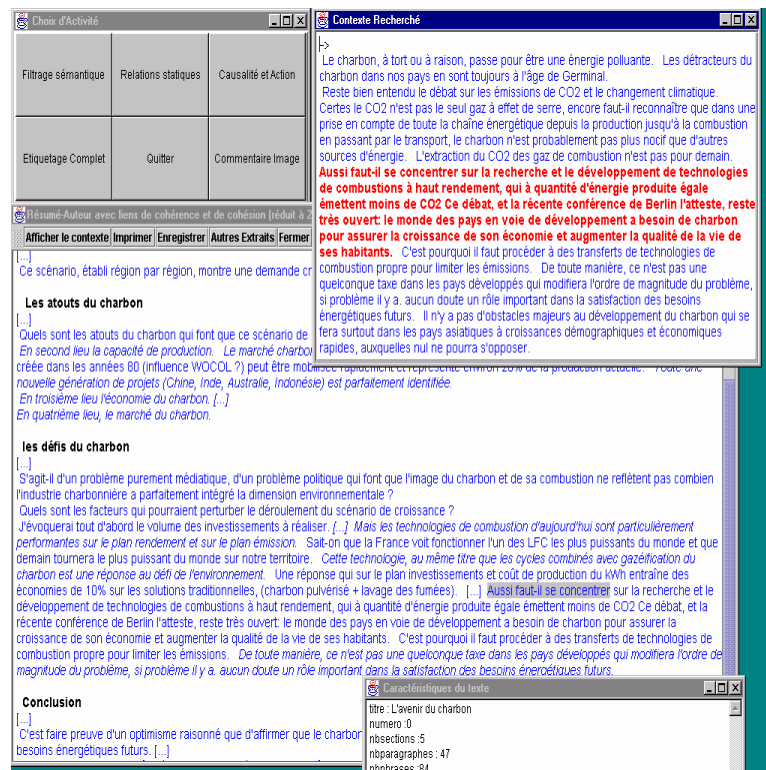 Choix d'Activité
Filtrage sémantique
Relations statiques
Causalité et Action
Etiquetage Complet
Quitter
Commentaire Image
Contexte Recherché
|->
Le charbon, à tort ou à raison, passe pour être une énergie polluante.   Les détracteurs du
charbon dans nos pays en sont toujours à l'âge de Germinal.
Reste bien entendu le débat sur les émissions de CO2 et le changement climatique.
Certes le CO2 n'est pas le seul gaz à effet de serre, encore faut-il reconnaître que dans une
prise en compte de toute la chaîne énergétique depuis la production jusqu'à la combustion
en passant par le transport, le charbon n'est probablement pas plus nocif que d'autres
sources d'énergie.   L'extraction du CO2 des gaz de combustion n'est pas pour demain.
Aussi faut-il se concentrer sur la recherche et le développement de technologies
de combustions à haut rendement, qui à quantité d'énergie produite égale
émettent moins de CO2 Ce débat, et la récente conférence de Berlin l'atteste, reste
très ouvert: le monde des pays en voie de développement a besoin de charbon
pour assurer la croissance de son économie et augmenter la qualité de la vie de
ses habitants.   C'est pourquoi il faut procéder à des transferts de technologies de
combustion propre pour limiter les émissions.   De toute manière, ce n'est pas une
quelconque taxe dans les pays développés qui modifiera l'ordre de magnitude du problème,
si problème il y a. aucun doute un rôle important dans la satisfaction des besoins
énergétiques futurs.   Il n'y a pas d'obstacles majeurs au développement du charbon qui se
fera surtout dans les pays asiatiques à croissances démographiques et économiques
rapides, auxquelles nul ne pourra s'opposer.
Résumé-Auteur avec liens de cohérence et de cohésion (réduit à 2
Afficher le contexte Imprimer Enregistrer Autres Extraits Fermer
[...]
Ce scénario, établi région par région, montre une demande cr
Les atouts du charbon
[...]
Quels sont les atouts du charbon qui font que ce scénario de
En second lieu la capacité de production.   Le marché charbon
créée dans les années 80 (influence WOCOL ?) peut être mobilisée rapidement et représente environ 20% de la production actuelle.   Toute une
nouvelle génération de projets (Chine, Inde, Australie, Indonésie) est parfaitement identifiée.
En troisième lieu l'économie du charbon. [...]
En quatrième lieu, le marché du charbon.
les défis du charbon
[...]
S'agit-il d'un problème purement médiatique, d'un problème politique qui font que l'image du charbon et de sa combustion ne reflètent pas combien
l'industrie charbonnière a parfaitement intégré la dimension environnementale ?
Quels sont les facteurs qui pourraient perturber le déroulement du scénario de croissance ?
J'évoquerai tout d'abord le volume des investissements à réaliser. [...]   Mais les technologies de combustion d'aujourd'hui sont particulièrement
performantes sur le plan rendement et sur le plan émission.   Sait-on que la France voit fonctionner l'un des LFC les plus puissants du monde et que
demain tournera le plus puissant du monde sur notre territoire.   Cette technologie, au même titre que les cycles combinés avec gazéification du
charbon est une réponse au défi de l'environnement.   Une réponse qui sur le plan investissements et coût de production du kWh entraîne des
économies de 10% sur les solutions traditionnelles, (charbon pulvérisé + lavage des fumées).   [...]   Aussi faut-il se concentrer sur la recherche et le
développement de technologies de combustions à haut rendement, qui à quantité d'énergie produite égale émettent moins de CO2 Ce débat, et la
récente conférence de Berlin l'atteste, reste très ouvert: le monde des pays en voie de développement a besoin de charbon pour assurer la
croissance de son économie et augmenter la qualité de la vie de ses habitants.   C'est pourquoi il faut procéder à des transferts de technologies de
combustion propre pour limiter les émissions.   De toute manière, ce n'est pas une quelconque taxe dans les pays développés qui modifiera l'ordre de
magnitude du problème, si problème il y a. aucun doute un rôle important dans la satisfaction des besoins énergétiques futurs.
Conclusion
[...]
C'est faire preuve d'un optimisme raisonné que d'affirmer que le charbon
besoins énergétiques futurs. [...]
Caractéristiques du texte
titre : L'avenir du charbon
numero :0
nbsections :5
nbparagraphes : 47
nbphrases :84